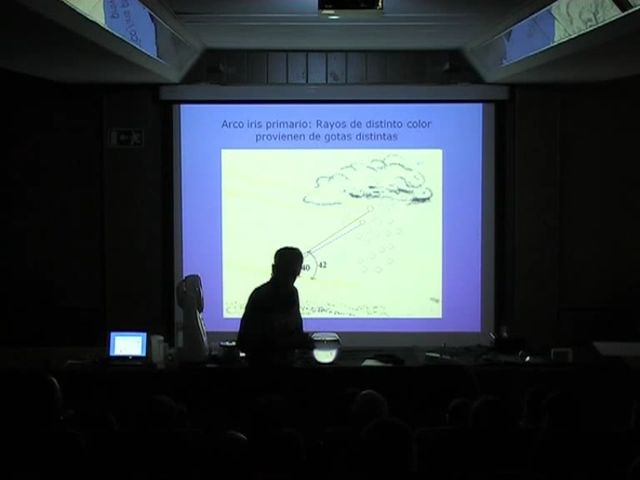 Arco iris primario: Rayos de distinto color
provienen de gotas distintas
40 42